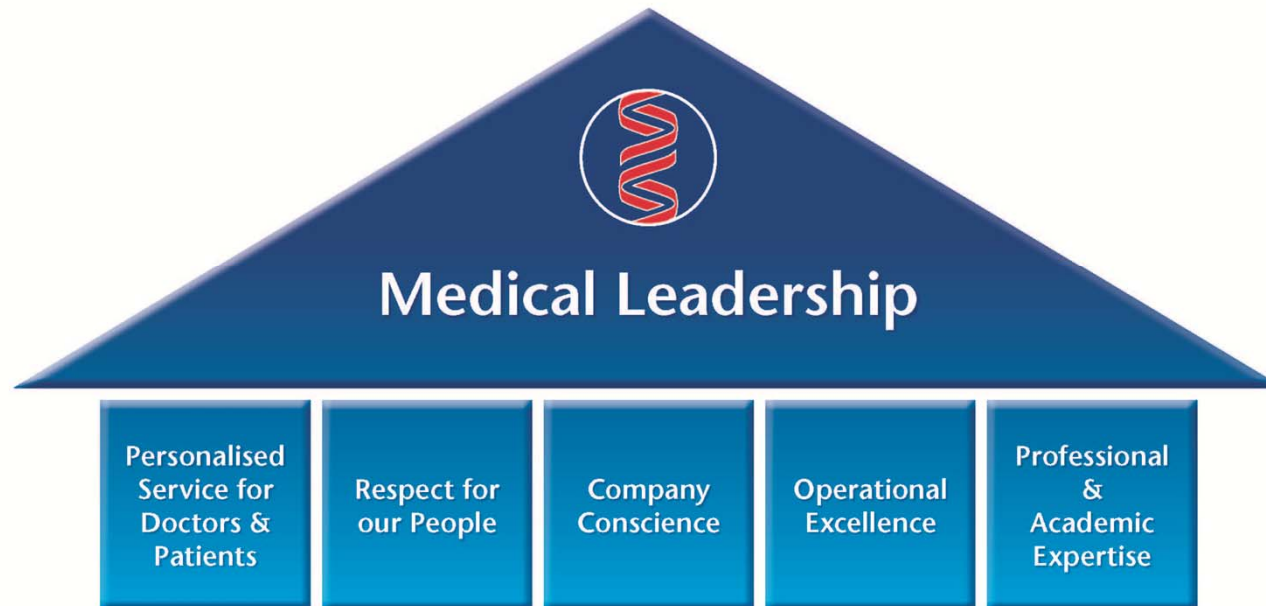 Medical Leadership
Personalised
Service for
Doctors &
Patients
Respect for
our People
Company
Conscience
Operational
Excellence
Professional
&
Academic
Expertise